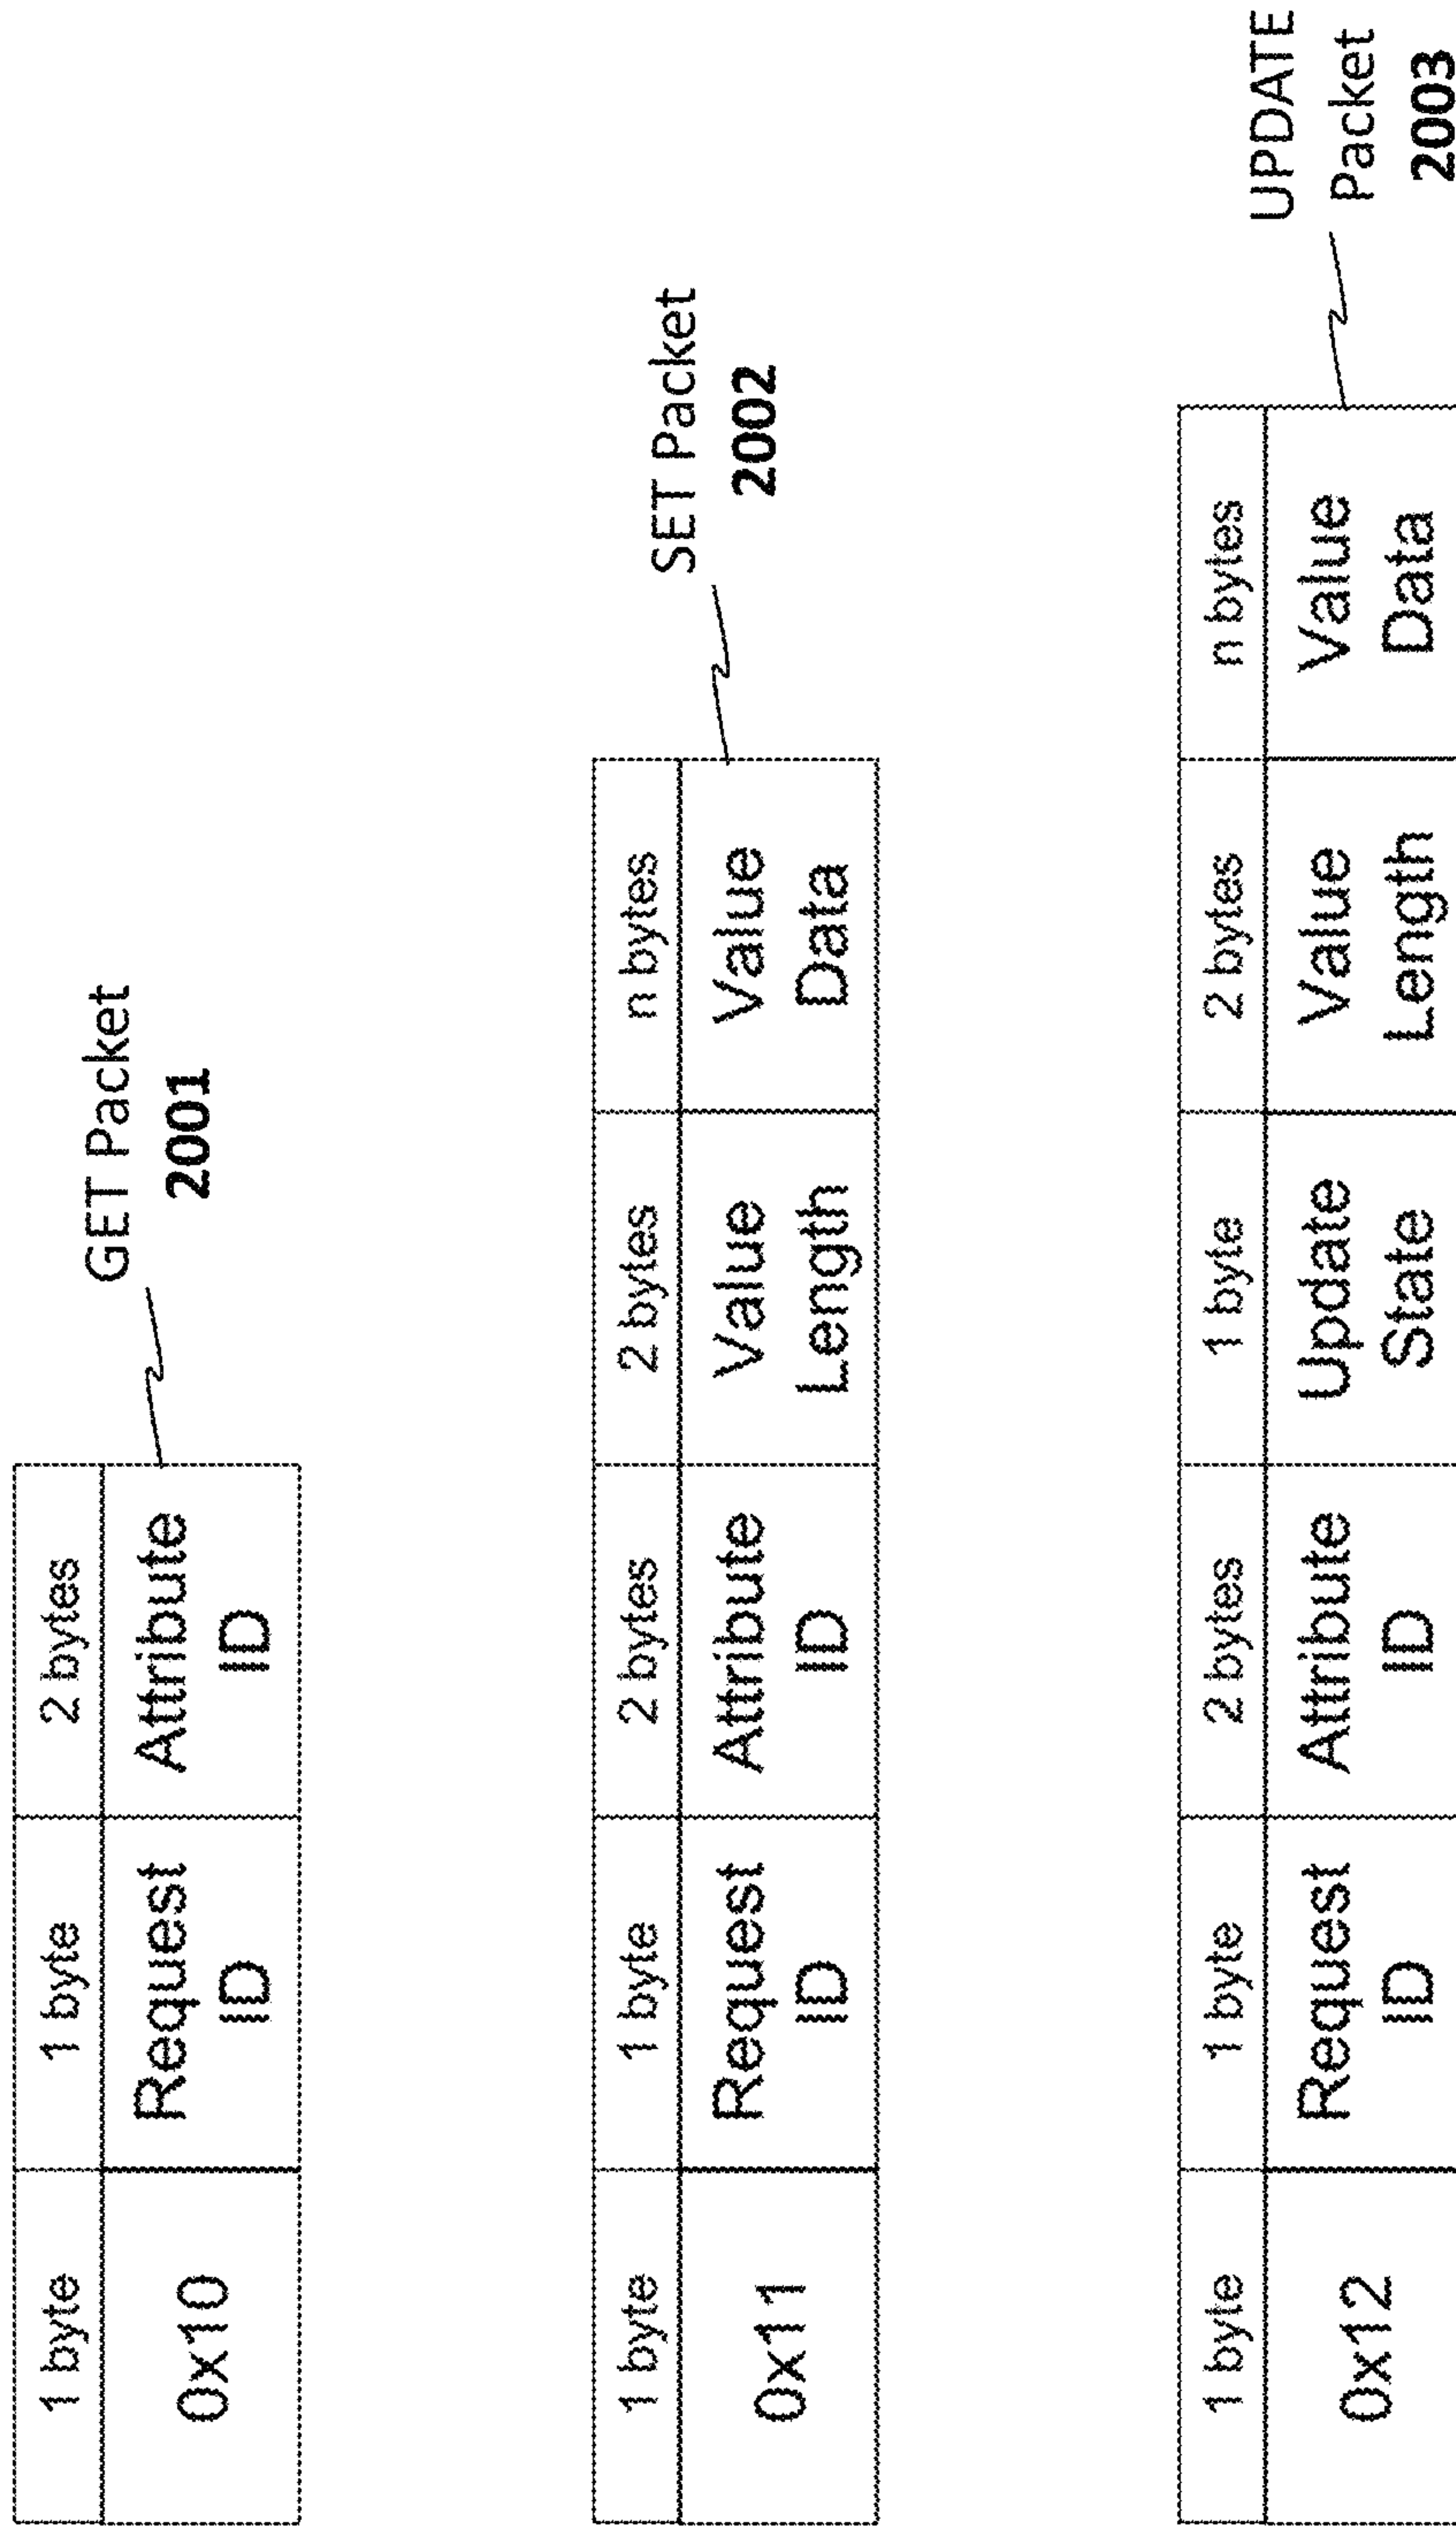 GET Packet
2001
1 byte
1 byte
2 bytes
0x10
Request
ID
Attribute
ID
SET Packet
2002
1 byte
1 byte
2 bytes
2 bytes
n bytes
0x11
Request
ID
Attribute
ID
Value
Length
Value
Data
UPDATE
Packet
2003
1 byte
1 byte
2 bytes
1 byte
2 bytes
n bytes
0x12
Request
ID
Attribute
ID
Update
State
Value
Length
Value
Data